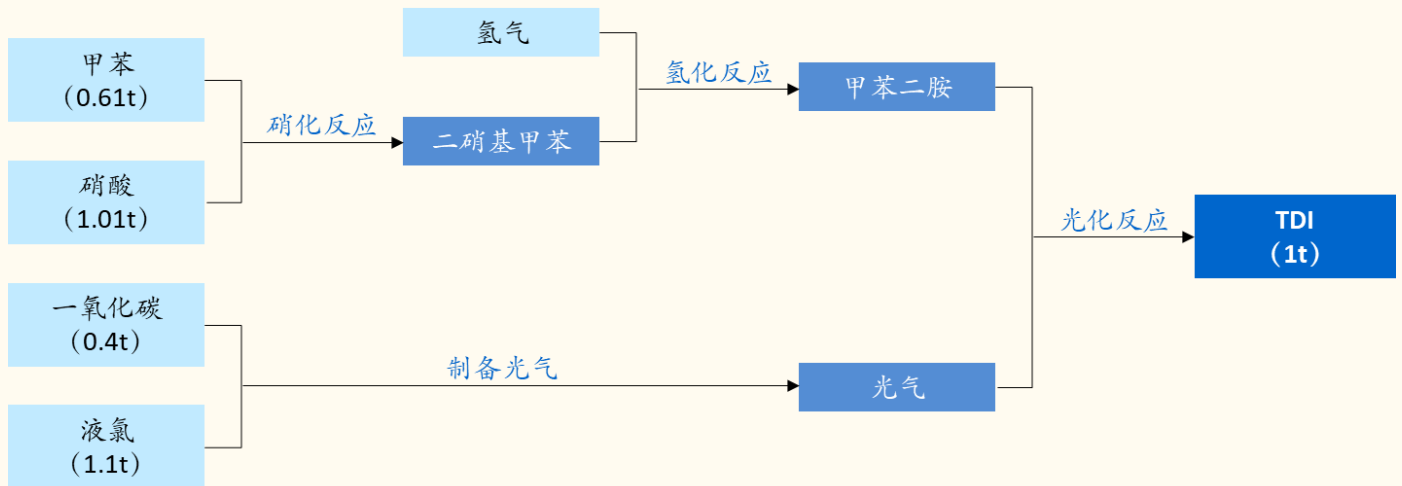 氢气
甲苯
（0.61t）
氢化反应
甲苯二胺
硝化反应
二硝基甲苯
硝酸
（1.01t）
光化反应
TDI
（1t）
一氧化碳
（0.4t）
制备光气
光气
液氯
（1.1t）